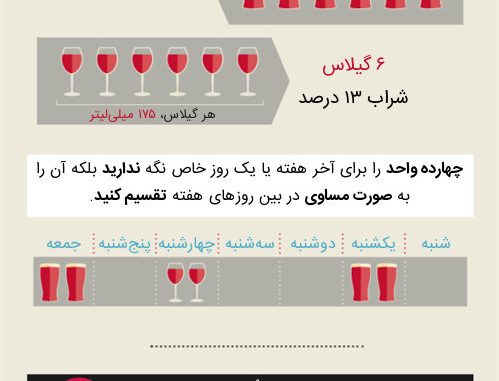 ۶ گیلاس
شراب ۱۳ درصد
هر گیلاس، ۱۷۵ میلی‌لیتر
چهارده واحد را برای آخر هفته یا یک روز خاص نگه ندارید بلکه آن را
به صورت مساوی در بین روزهای هفته تقسیم کنید.
شنبه یکشنبه دوشنبه سه‌شنبه چهارشنبه پنج‌شنبه جمعه